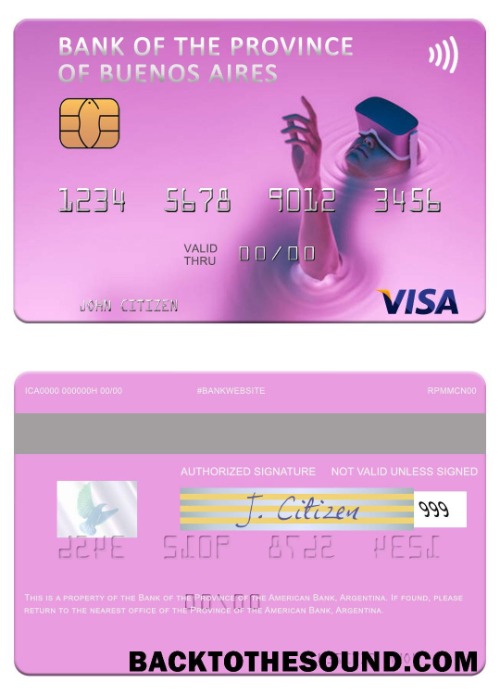 BANK OF THE PROVINCE
OF BUENOS AIRES
1234 5678 9012 3456
VALID
THRU
00/00
JOHN CITIZEN
VISA
ICA0000 000000H 00/00
#BANKWEBSITE
RPMMCN00
AUTHORIZED SIGNATURE
NOT VALID UNLESS SIGNED
J. Citizen
999
THIS IS A PROPERTY OF THE BANK OF THE PROVINCE OF THE AMERICAN BANK, ARGENTINA. IF FOUND, PLEASE
RETURN TO THE NEAREST OFFICE OF THE PROVINCE OF THE AMERICAN BANK, ARGENTINA.
BACKTOTHESOUND.COM